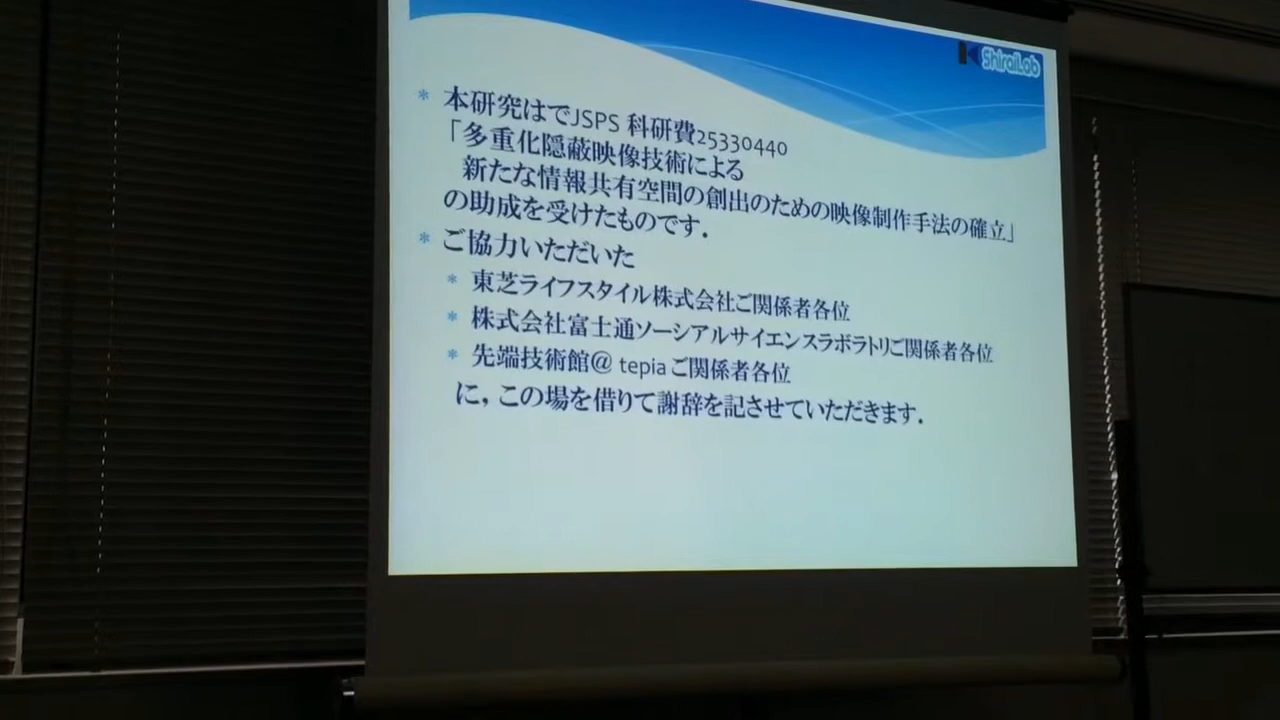 ShiraiLab
* 本研究はでJSPS 科研費25330440
「多重化隠蔽映像技術による
新たな情報共有空間の創出のための映像制作手法の確立」
の助成を受けたものです．
* ご協力いただいた
* 東芝ライフスタイル株式会社ご関係者各位
* 株式会社富士通ソーシアルサイエンスラボラトリご関係者各位
* 先端技術館@ tepia ご関係者各位
に，この場を借りて謝辞を記させていただきます．